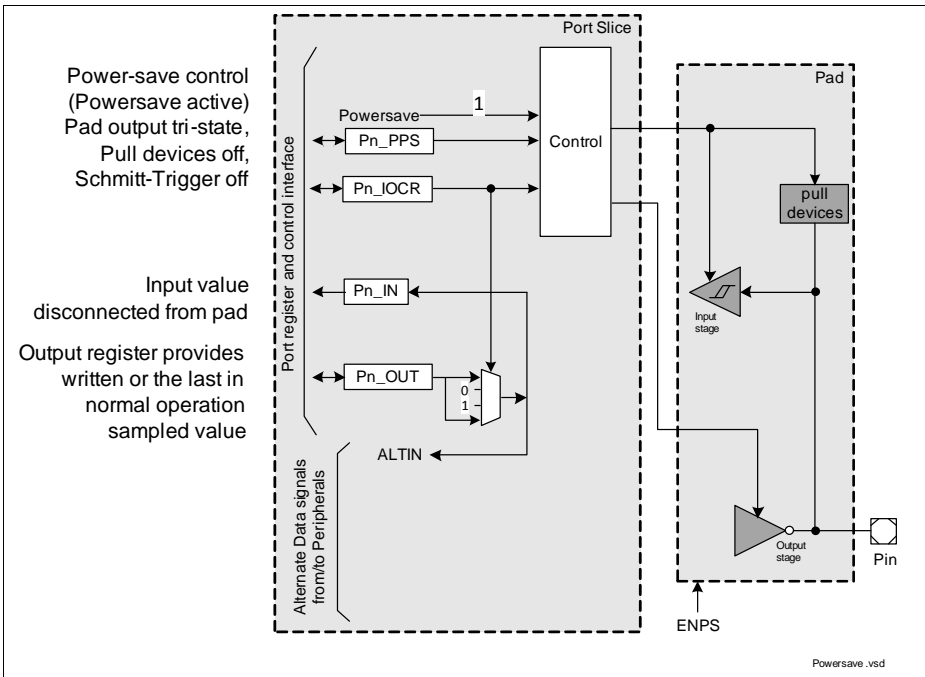 Port Slice
Power-save control
(Powersave active)
Pad output tri-state,
Pull devices off,
Schmitt-Trigger off
Input value
disconnected from pad
Output register provides
written or the last in
normal operation
sampled value
Port register and control interface
Powersave
1
Pn_PPS
Pn_IOCR
Pn_IN
Pn_OUT
0
1
Control
ALTIN
Alternate Data signals
from/to Peripherals
Pad
pull
devices
Input
stage
Output
stage
Pin
ENPS
Powersave .vsd